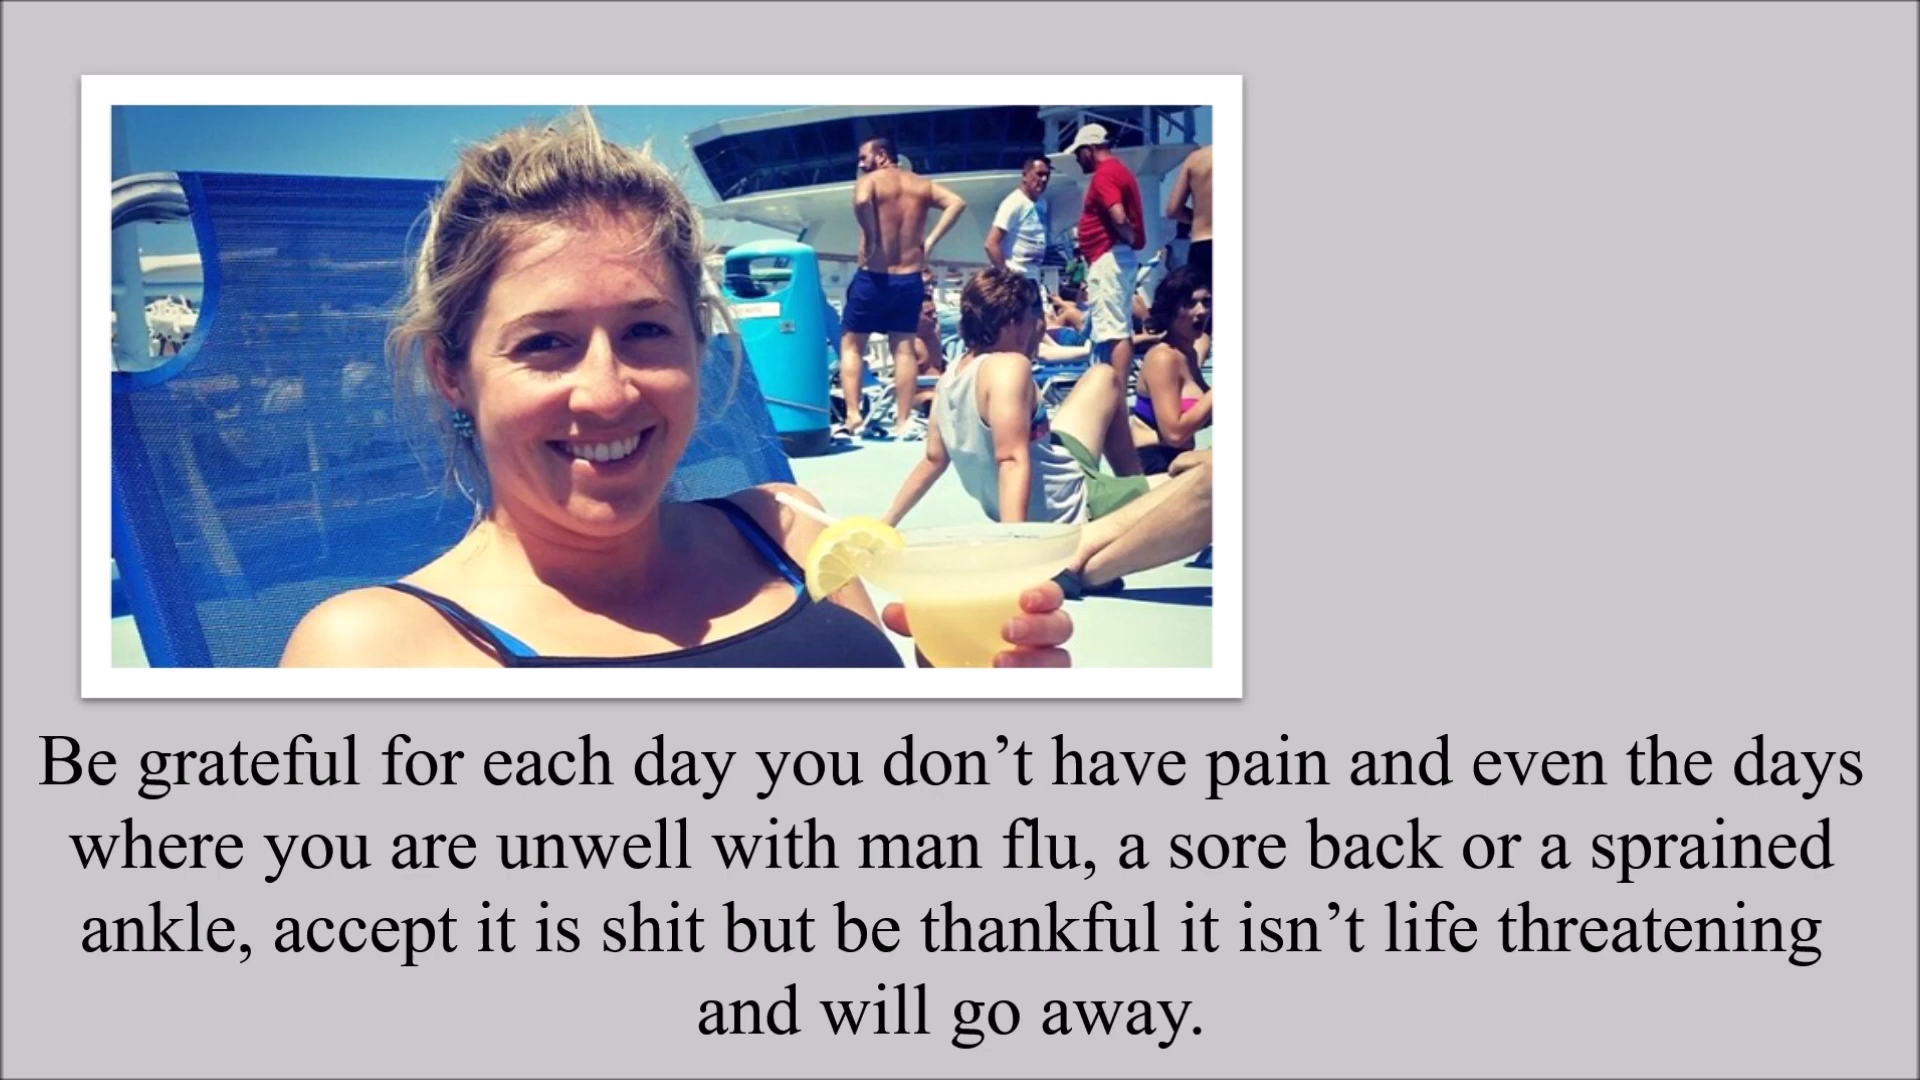 Be grateful for each day you don’t have pain and even the days
where you are unwell with man flu, a sore back or a sprained
ankle, accept it is shit but be thankful it isn’t life threatening
and will go away.